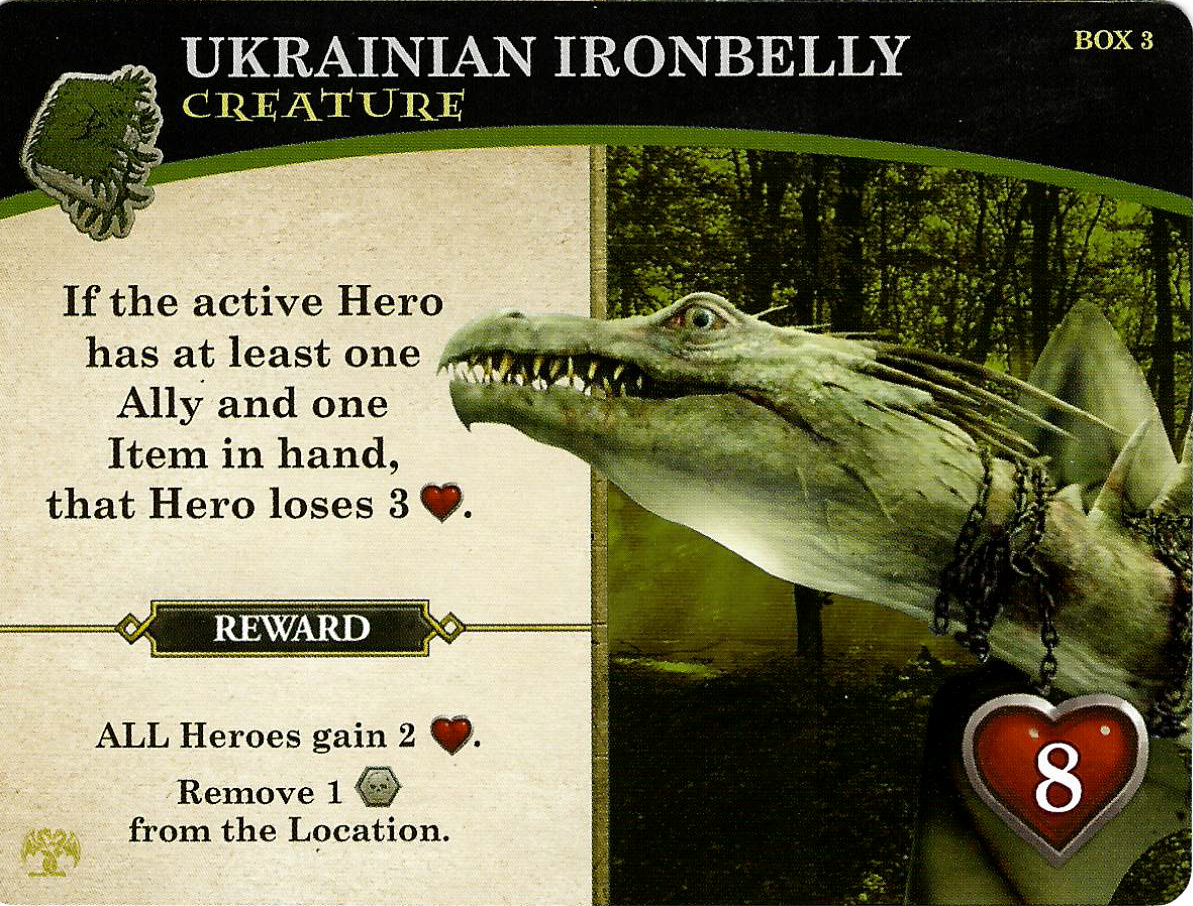 UKRAINIAN IRONBELLY
BOX 3
CREATURE
If the active Hero
has at least one
Ally and one
Item in hand,
that Hero loses 3 .
REWARD
ALL Heroes gain 2 .
Remove 1
from the Location.
8